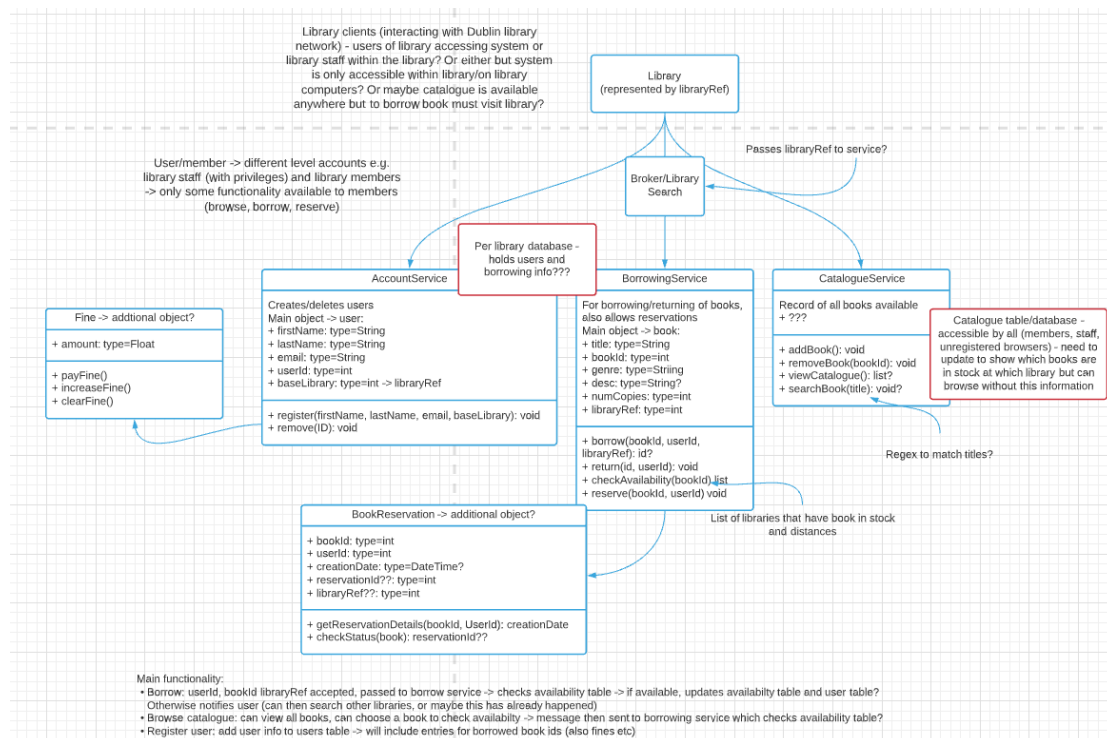 Library clients (interacting with Dublin library
network) - users of library accessing system or
library staff within the library? Or either but system
is only accessible within library/on library
computers? Or maybe catalogue is available
anywhere but to borrow book must visit library?
Library
(represented by libraryRef)
Passes libraryRef to service?
User/member -> different level accounts e.g.
library staff (with privileges) and library members
-> only some functionality available to members
(browse, borrow, reserve)
Broker/Library
Search
Per library database -
holds users and
borrowing info???
AccountService
Creates/deletes users
Main object -> user:
+ firstName: type=String
+ lastName: type=String
+ email: type=String
+ userId: type=int
+ baseLibrary: type=int -> libraryRef
+ register(firstName, lastName, email, baseLibrary): void
+ remove(ID): void
BorrowingService
For borrowing/returning of books,
also allows reservations
Main object -> book:
+ title: type=String
+ bookId: type=int
+ genre: type=Striing
+ desc: type=String?
+ numCopies: type=int
+ libraryRef: type=int
+ borrow(bookId, userId,
libraryRef): id?
+ return(id, userId): void
+ checkAvailability(bookId) list
+ reserve(bookId, userId) void
CatalogueService
Record of all books available
+ ???
+ addBook(): void
+ removeBook(bookId): void
+ viewCatalogue(): list?
+ searchBook(title): void?
Catalogue table/database -
accessible by all (members, staff,
unregistered browsers) - need to
update to show which books are
in stock at which library but can
browse without this information
Fine -> addtional object?
+ amount: type=Float
+ payFine()
+ increaseFine()
+ clearFine()
Regex to match titles?
List of libraries that have book in stock
and distances
BookReservation -> additional object?
+ bookId: type=int
+ userId: type=int
+ creationDate: type=DateTime?
+ reservationId??: type=int
+ libraryRef??: type=int
+ getReservationDetails(bookId, UserId): creationDate
+ checkStatus(book): reservationId??
Main functionality:
• Borrow: userId, bookId libraryRef accepted, passed to borrow service -> checks availability table -> if available, updates availabilty table and user table?
Otherwise notifies user (can then search other libraries, or maybe this has already happened)
• Browse catalogue: can view all books, can choose a book to check availabilty -> message then sent to borrowing service which checks availability table?
• Register user: add user info to users table -> will include entries for borrowed book ids (also fines etc)